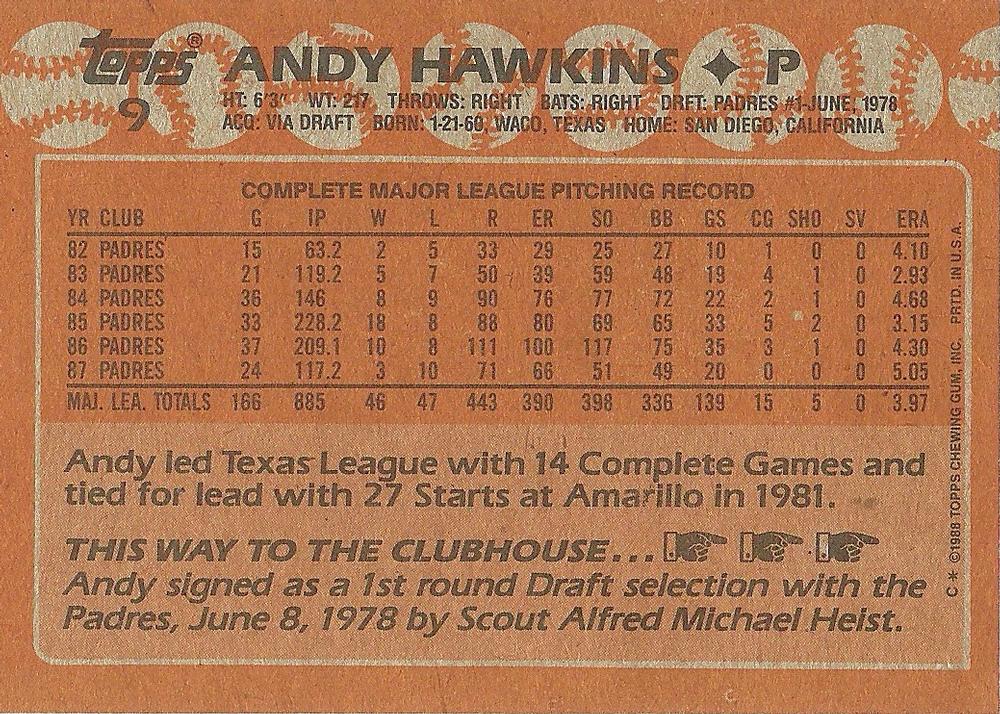 topps® ANDY HAWKINS ✦ P
9 HT: 6'3" WT: 217 THROWS: RIGHT BATS: RIGHT DRFT: PADRES #1-JUNE, 1978
ACQ: VIA DRAFT BORN: 1-21-60, WACO, TEXAS HOME: SAN DIEGO, CALIFORNIA
COMPLETE MAJOR LEAGUE PITCHING RECORD
YR CLUB G IP W L R ER SO BB GS CG SHO SV ERA
82 PADRES 15 63.2 2 5 33 29 25 27 10 1 0 0 4.10
83 PADRES 21 119.2 5 7 50 39 59 48 19 4 1 0 2.93
84 PADRES 36 146 8 9 90 76 77 72 22 2 1 0 4.68
85 PADRES 33 228.2 18 8 88 80 69 65 33 5 2 0 3.15
86 PADRES 37 209.1 10 8 111 100 117 75 35 3 1 0 4.30
87 PADRES 24 117.2 3 10 71 66 51 49 20 0 0 0 5.05
MAJ. LEA. TOTALS 166 885 46 47 443 390 398 336 139 15 5 0 3.97
Andy led Texas League with 14 Complete Games and
tied for lead with 27 Starts at Amarillo in 1981.
THIS WAY TO THE CLUBHOUSE...
Andy signed as a 1st round Draft selection with the
Padres, June 8, 1978 by Scout Alfred Michael Heist.
C* ©1988 TOPPS CHEWING GUM, INC. PRTD. IN U.S.A.